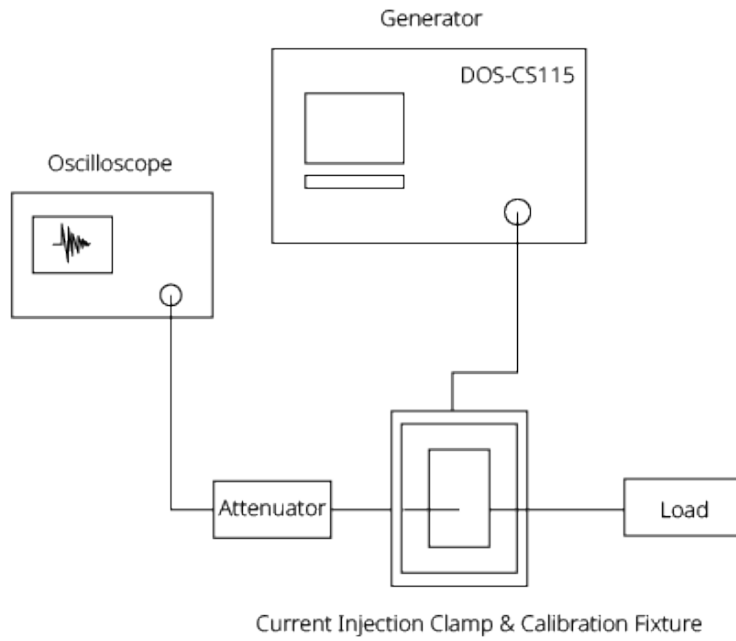 Generator
DOS-CS115
Oscilloscope
Attenuator
Load
Current Injection Clamp & Calibration Fixture